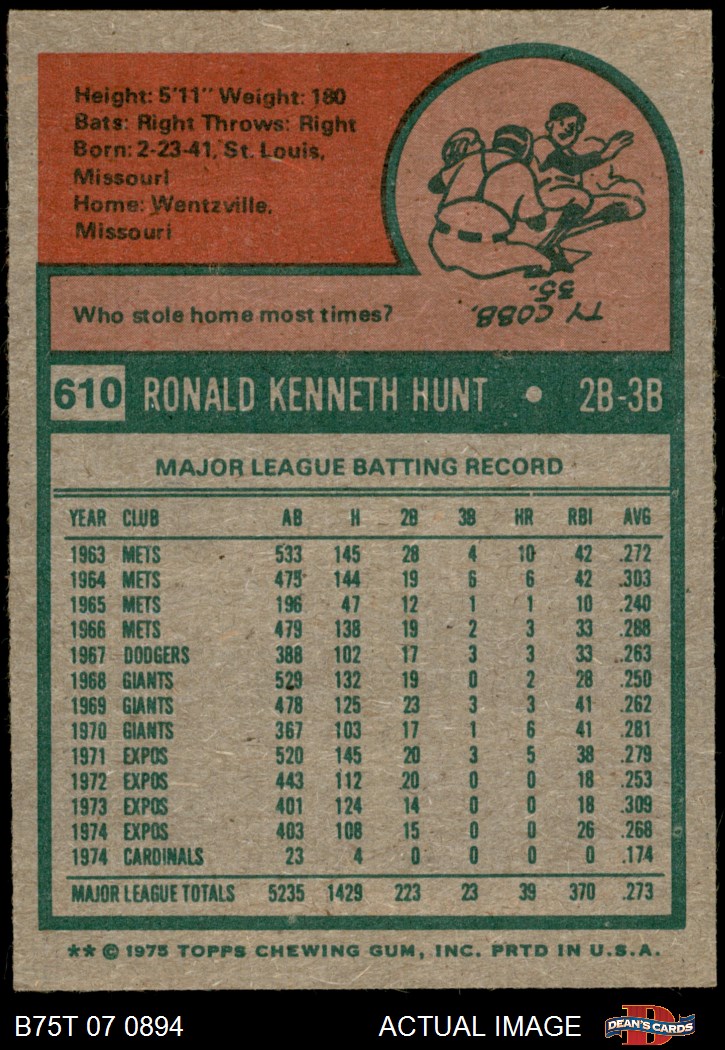 Height: 5'11" Weight: 180
Bats: Right Throws: Right
Born: 2-23-41, St. Louis,
Missouri
Home: Wentzville,
Missouri
Who stole home most times?
TY COBB,
35.
610 RONALD KENNETH HUNT • 2B-3B
MAJOR LEAGUE BATTING RECORD
YEAR CLUB AB H 2B 3B HR RBI AVG
1963 METS 533 145 28 4 10 42 .272
1964 METS 475 144 19 6 6 42 .303
1965 METS 196 47 12 1 1 10 .240
1966 METS 479 138 19 2 3 33 .288
1967 DODGERS 388 102 17 3 3 33 .263
1968 GIANTS 529 132 19 0 2 28 .250
1969 GIANTS 478 125 23 3 3 41 .262
1970 GIANTS 367 103 17 1 6 41 .281
1971 EXPOS 520 145 20 3 5 38 .279
1972 EXPOS 443 112 20 0 0 18 .253
1973 EXPOS 401 124 14 0 0 18 .309
1974 EXPOS 403 108 15 0 0 26 .268
1974 CARDINALS 23 4 0 0 0 0 .174
MAJOR LEAGUE TOTALS 5235 1429 223 23 39 370 .273
** © 1975 TOPPS CHEWING GUM, INC. PRTD IN U.S.A.
B75T 07 0894 ACTUAL IMAGE D DEAN'S CARDS